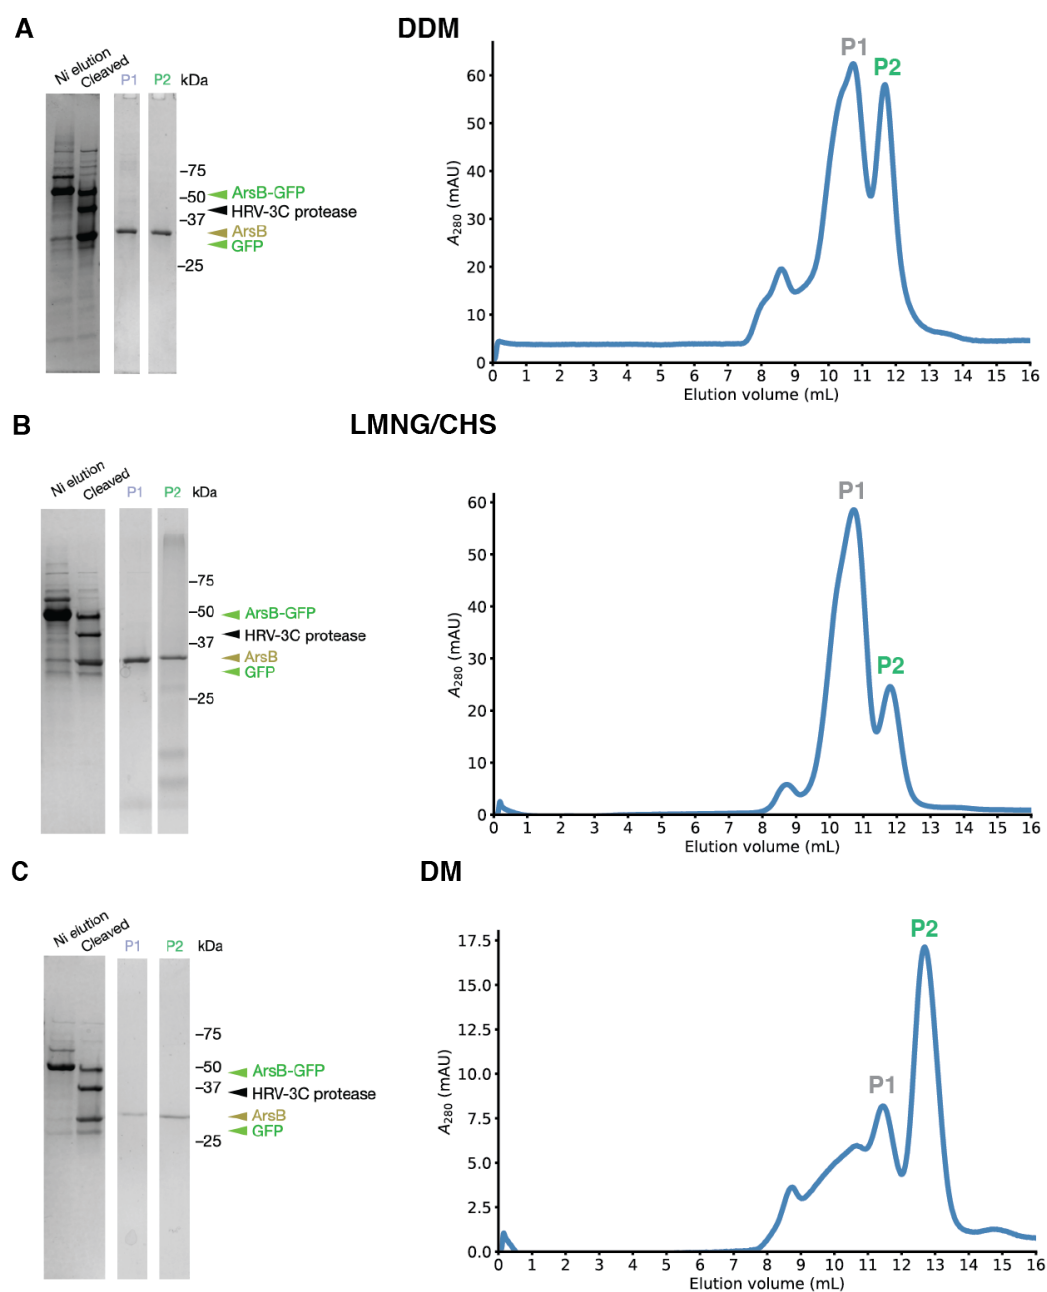 A
DDM
Ni elution
Cleaved
P1
P2
kDa
–75
–50
–37
–25
ArsB-GFP
HRV-3C protease
ArsB
GFP
P1
P2
60
50
40
30
20
10
0
A280 (mAU)
0 1 2 3 4 5 6 7 8 9 10 11 12 13 14 15 16
Elution volume (mL)
B
LMNG/CHS
Ni elution
Cleaved
P1
P2
kDa
–75
–50
–37
–25
ArsB-GFP
HRV-3C protease
ArsB
GFP
P1
P2
60
50
40
30
20
10
0
A280 (mAU)
0 1 2 3 4 5 6 7 8 9 10 11 12 13 14 15 16
Elution volume (mL)
C
DM
Ni elution
Cleaved
P1
P2
kDa
–75
–50
–37
–25
ArsB-GFP
HRV-3C protease
ArsB
GFP
P1
P2
17.5
15.0
12.5
10.0
7.5
5.0
2.5
0.0
A280 (mAU)
0 1 2 3 4 5 6 7 8 9 10 11 12 13 14 15 16
Elution volume (mL)